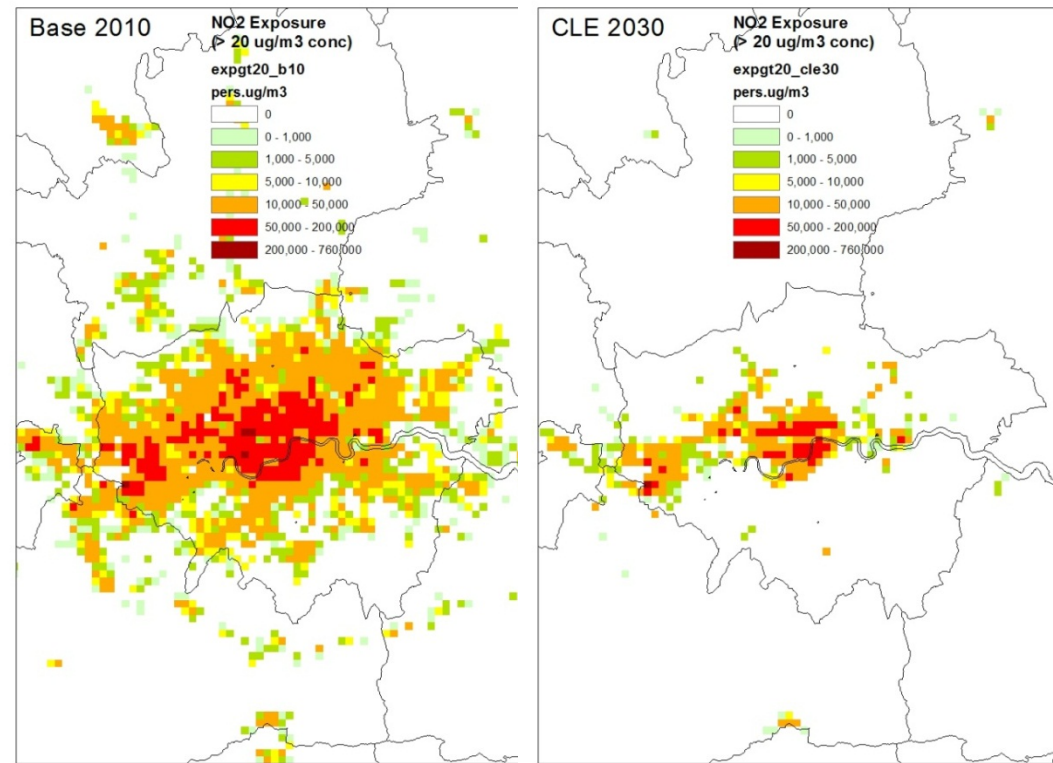 Base 2010
NO2 Exposure
(> 20 ug/m3 conc)
expgt20_b10
pers.ug/m3
0
0 - 1,000
1,000 - 5,000
5,000 - 10,000
10,000 - 50,000
50,000 - 200,000
200,000 - 760,000
CLE 2030
NO2 Exposure
(> 20 ug/m3 conc)
expgt20_cle30
pers.ug/m3
0
0 - 1,000
1,000 - 5,000
5,000 - 10,000
10,000 - 50,000
50,000 - 200,000
200,000 - 760,000